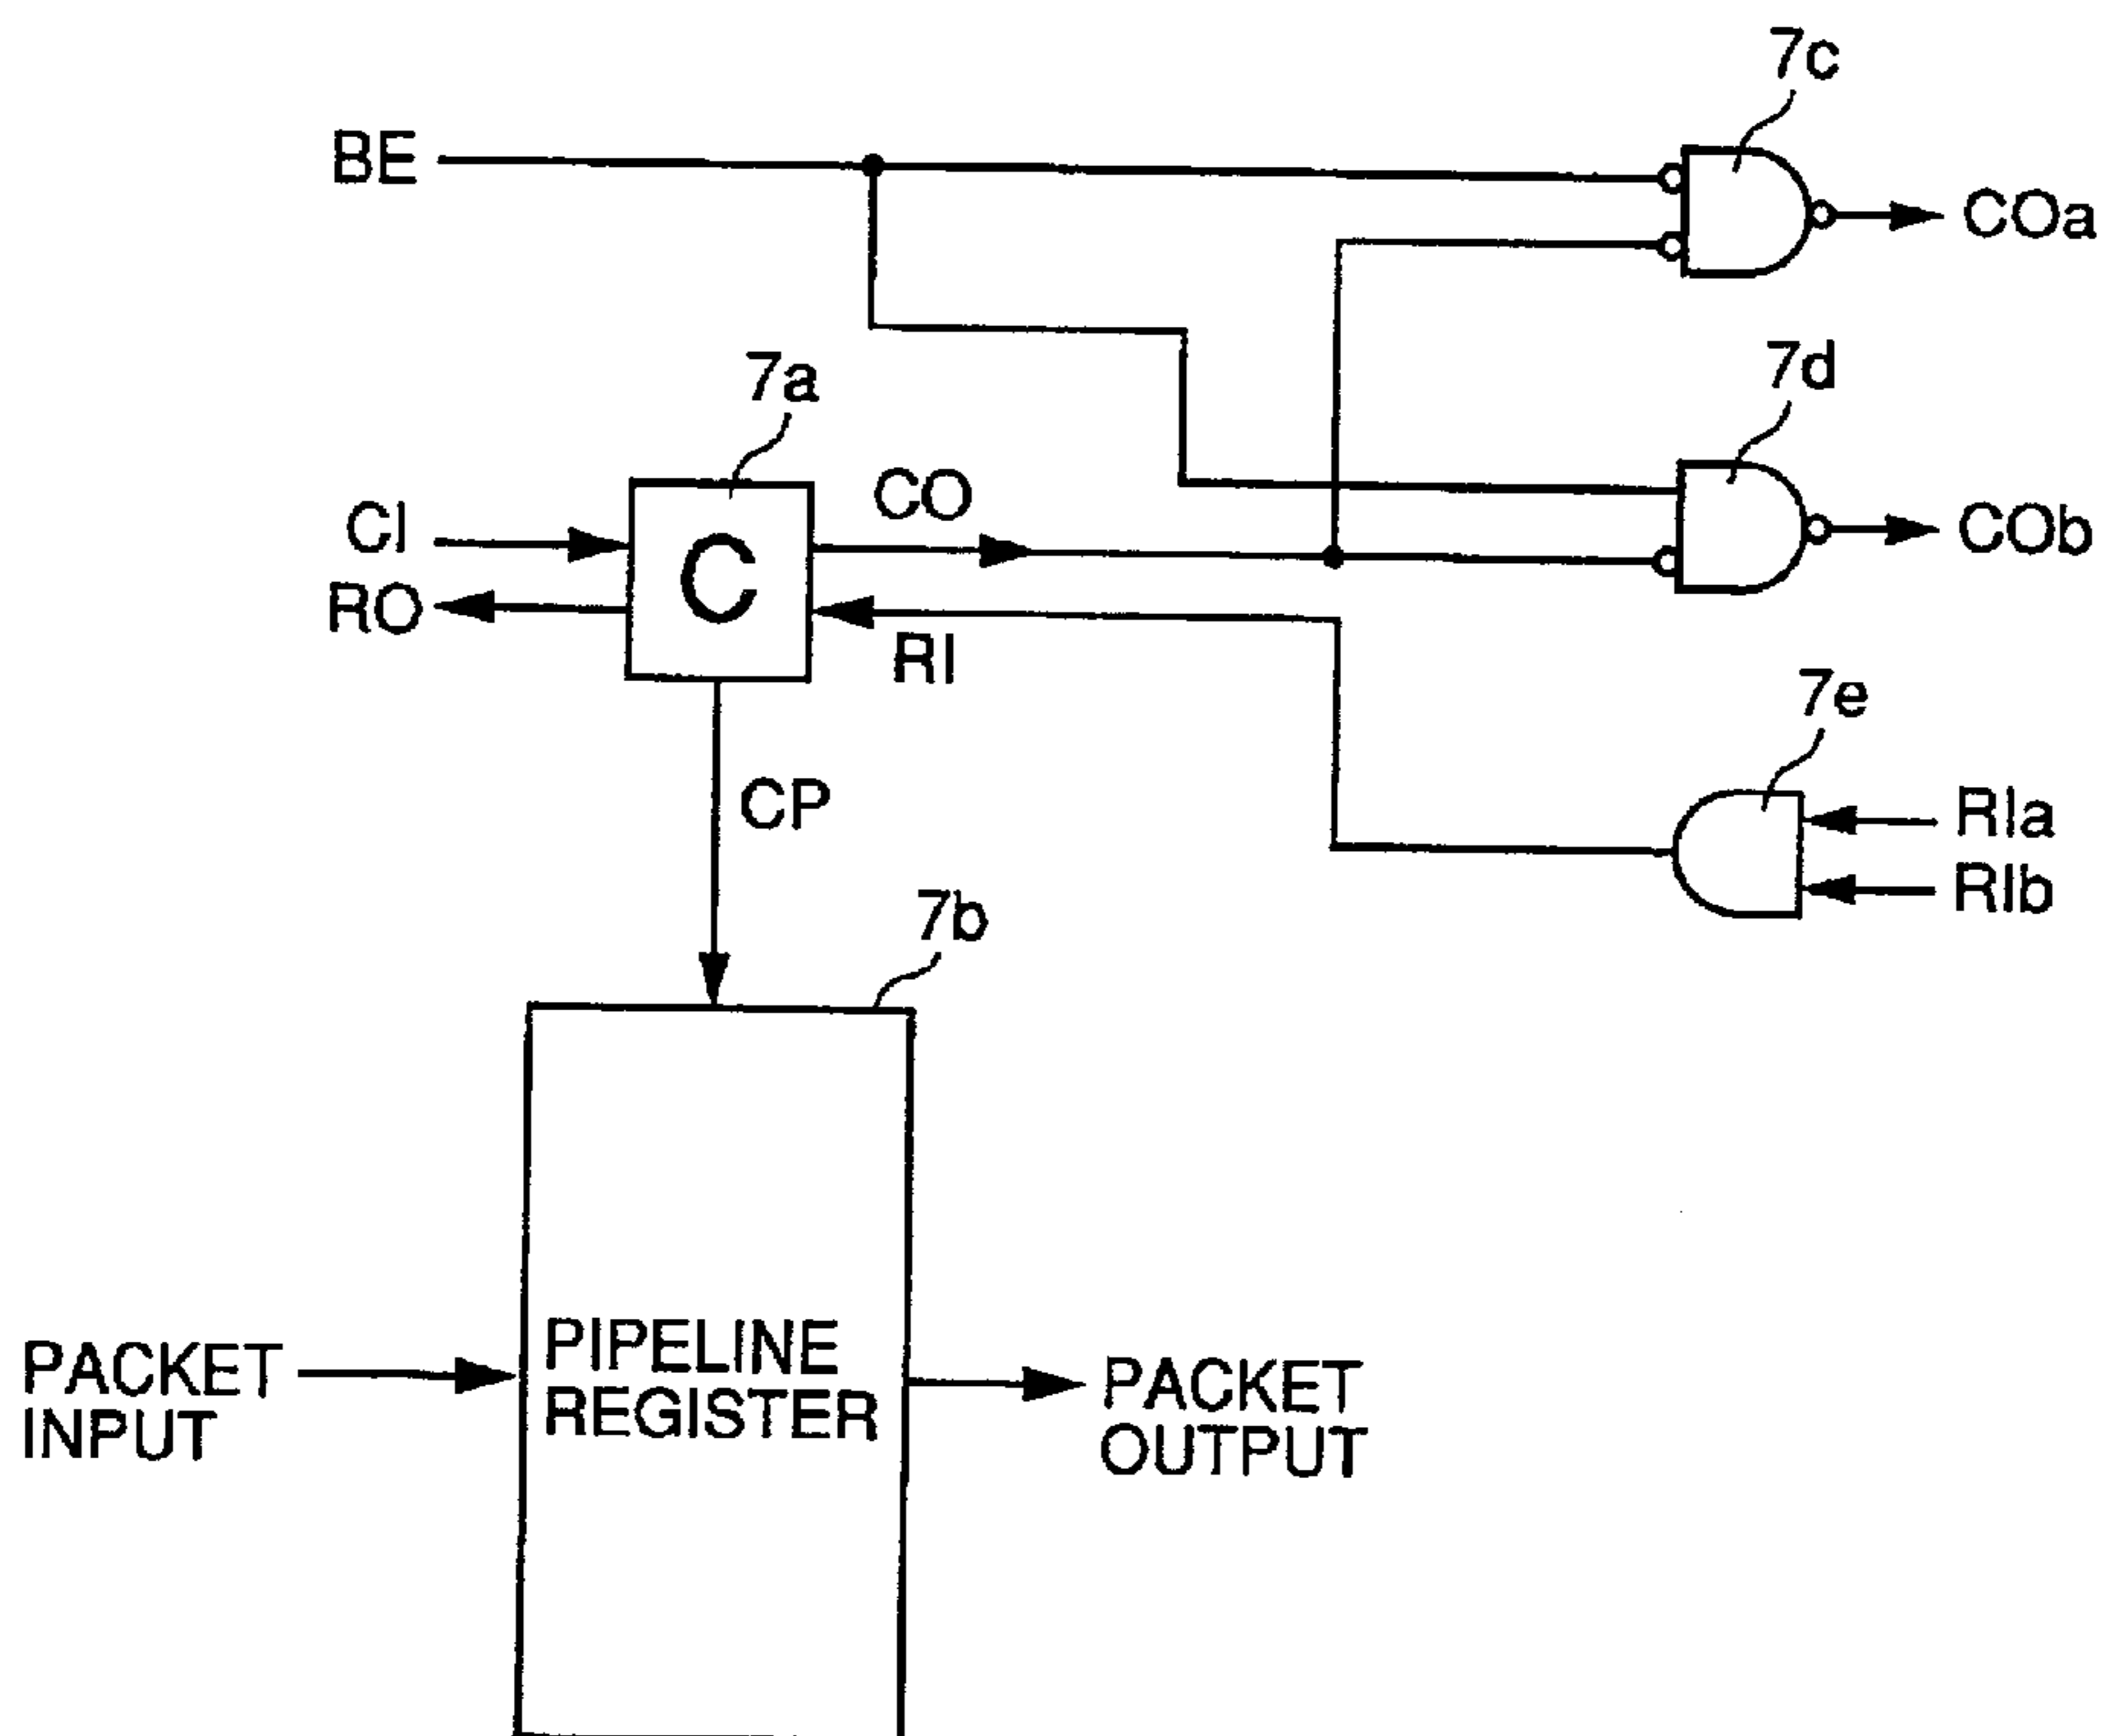 7c
BE
COa
7a
7d
CI
CO
C
COb
RO
RI
7e
CP
RIa
RIb
7b
PACKET
INPUT
PIPELINE
REGISTER
PACKET
OUTPUT